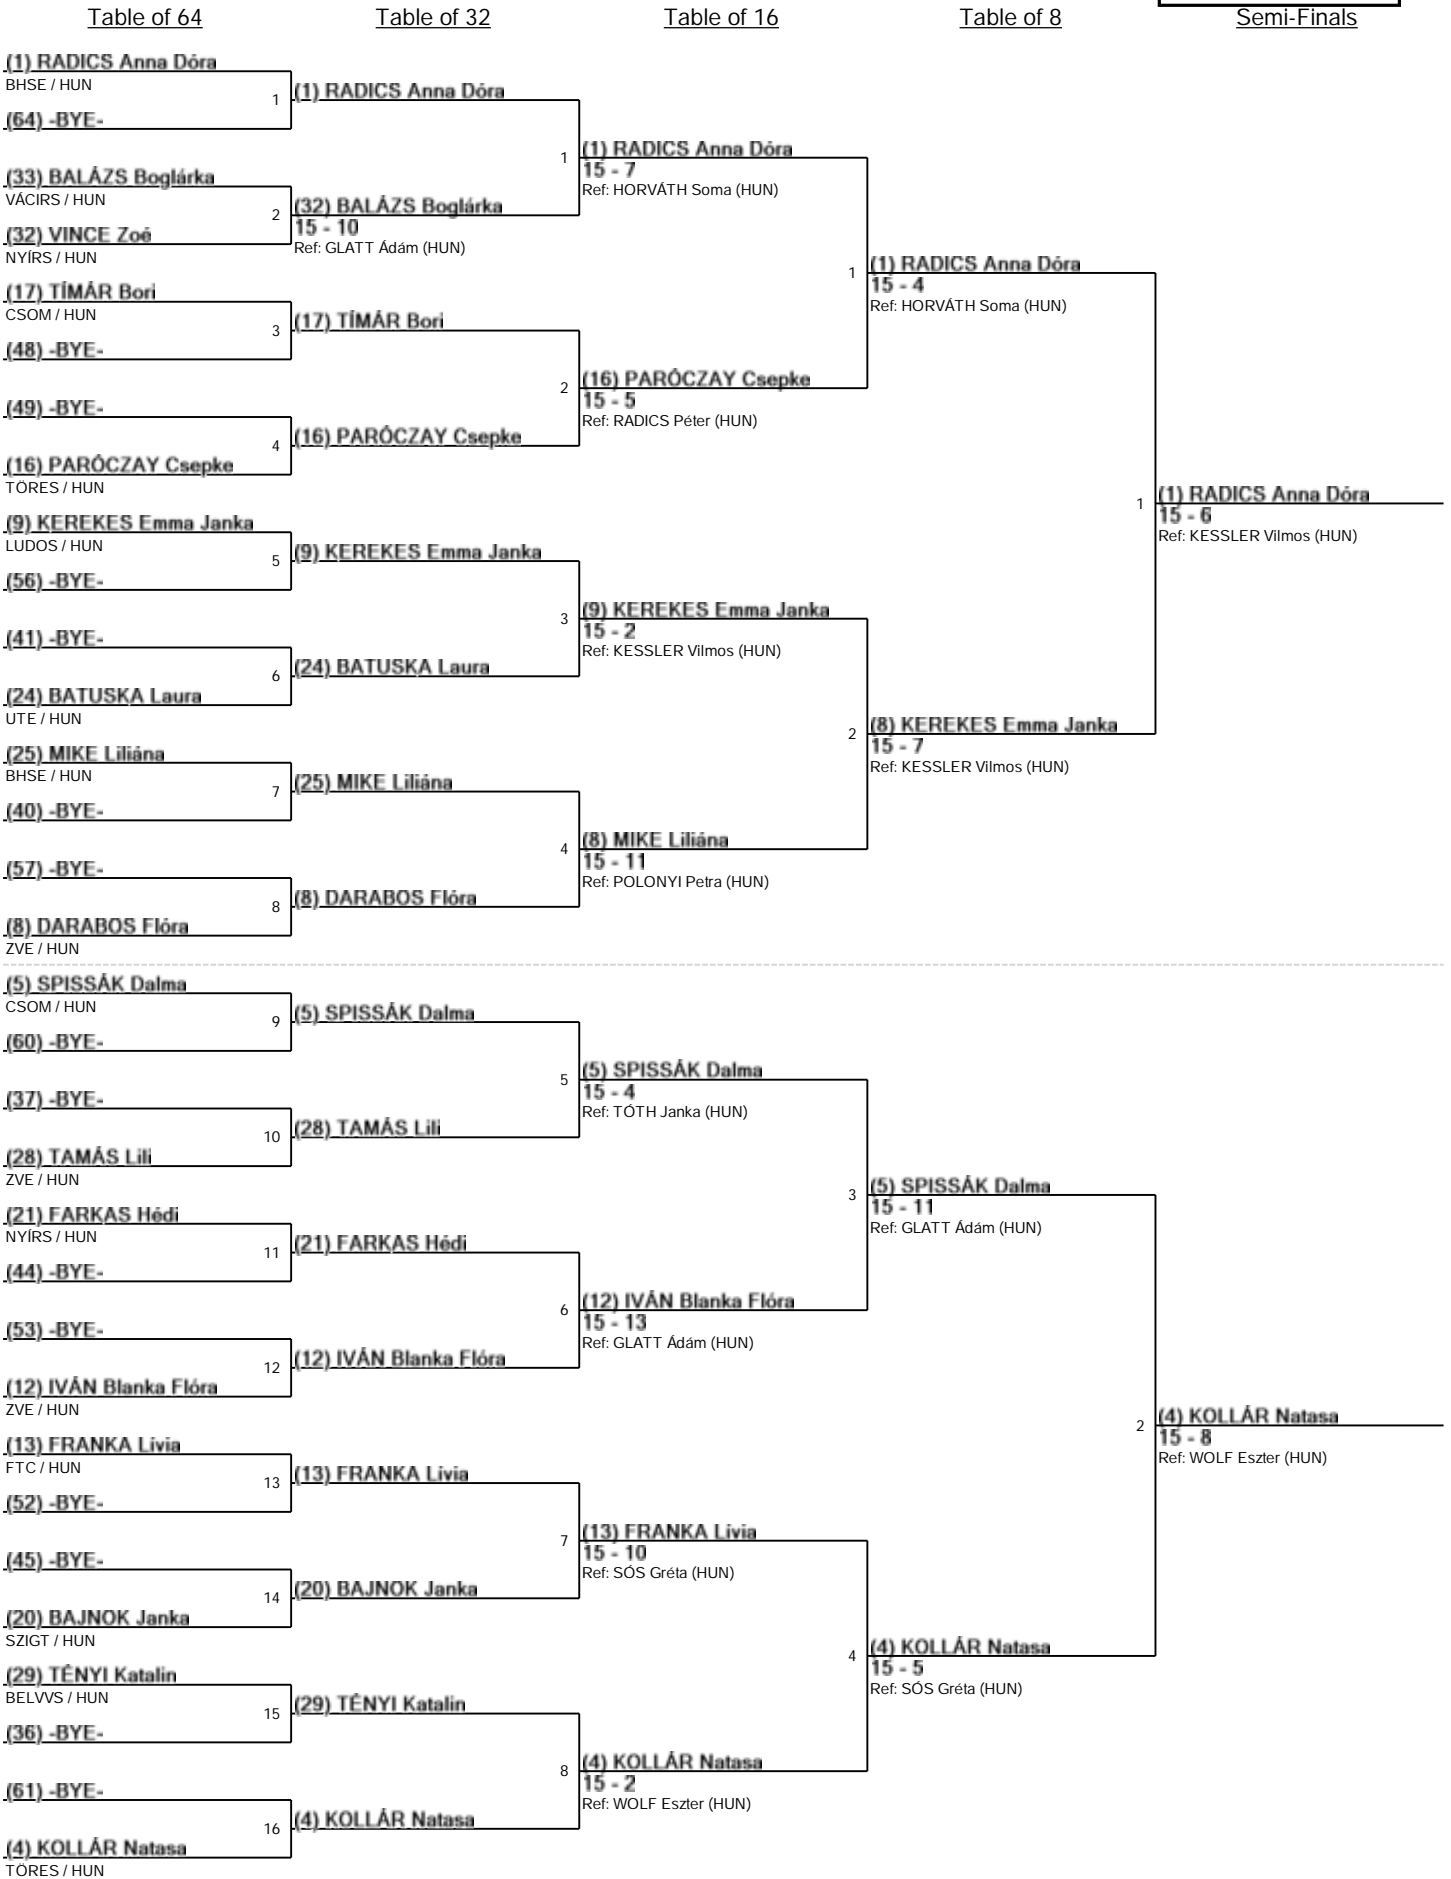 Table of 64
Table of 32
Table of 16
Table of 8
Semi-Finals
(1) RADICS Anna Dóra
BHSE / HUN
(64) -BYE-
(33) BALÁZS Boglárka
VÁCIRS / HUN
(32) VINCE Zoé
NYÍRS / HUN
(17) TÍMÁR Bori
CSOM / HUN
(48) -BYE-
(49) -BYE-
(16) PARÓCZAY Csepke
TÖRES / HUN
(9) KEREKES Emma Janka
LUDOS / HUN
(56) -BYE-
(41) -BYE-
(24) BATUSKA Laura
UTE / HUN
(25) MIKE Liliána
BHSE / HUN
(40) -BYE-
(57) -BYE-
(8) DARABOS Flóra
ZVE / HUN
(5) SPISSÁK Dalma
CSOM / HUN
(60) -BYE-
(37) -BYE-
(28) TAMÁS Lili
ZVE / HUN
(21) FARKAS Hédi
NYÍRS / HUN
(44) -BYE-
(53) -BYE-
(12) IVÁN Blanka Flóra
ZVE / HUN
(13) FRANKA Lívia
FTC / HUN
(52) -BYE-
(45) -BYE-
(20) BAJNOK Janka
SZIGT / HUN
(29) TÉNYI Katalin
BELVVS / HUN
(36) -BYE-
(61) -BYE-
(4) KOLLÁR Natasa
TÖRES / HUN
1
(1) RADICS Anna Dóra
2
(32) BALÁZS Boglárka
15 - 10
Ref: GLATT Ádám (HUN)
3
(17) TÍMÁR Bori
4
(16) PARÓCZAY Csepke
5
(9) KEREKES Emma Janka
6
(24) BATUSKA Laura
7
(25) MIKE Liliána
8
(8) DARABOS Flóra
9
(5) SPISSÁK Dalma
10
(28) TAMÁS Lili
11
(21) FARKAS Hédi
12
(12) IVÁN Blanka Flóra
13
(13) FRANKA Lívia
14
(20) BAJNOK Janka
15
(29) TÉNYI Katalin
16
(4) KOLLÁR Natasa
1
(1) RADICS Anna Dóra
15 - 7
Ref: HORVÁTH Soma (HUN)
2
(16) PARÓCZAY Csepke
15 - 5
Ref: RADICS Péter (HUN)
3
(9) KEREKES Emma Janka
15 - 2
Ref: KESSLER Vilmos (HUN)
4
(8) MIKE Liliána
15 - 11
Ref: POLONYI Petra (HUN)
5
(5) SPISSÁK Dalma
15 - 4
Ref: TÓTH Janka (HUN)
6
(12) IVÁN Blanka Flóra
15 - 13
Ref: GLATT Ádám (HUN)
7
(13) FRANKA Lívia
15 - 10
Ref: SÓS Gréta (HUN)
8
(4) KOLLÁR Natasa
15 - 2
Ref: WOLF Eszter (HUN)
1
(1) RADICS Anna Dóra
15 - 4
Ref: HORVÁTH Soma (HUN)
2
(8) KEREKES Emma Janka
15 - 7
Ref: KESSLER Vilmos (HUN)
3
(5) SPISSÁK Dalma
15 - 11
Ref: GLATT Ádám (HUN)
4
(4) KOLLÁR Natasa
15 - 5
Ref: SÓS Gréta (HUN)
1
(1) RADICS Anna Dóra
15 - 6
Ref: KESSLER Vilmos (HUN)
2
(4) KOLLÁR Natasa
15 - 8
Ref: WOLF Eszter (HUN)